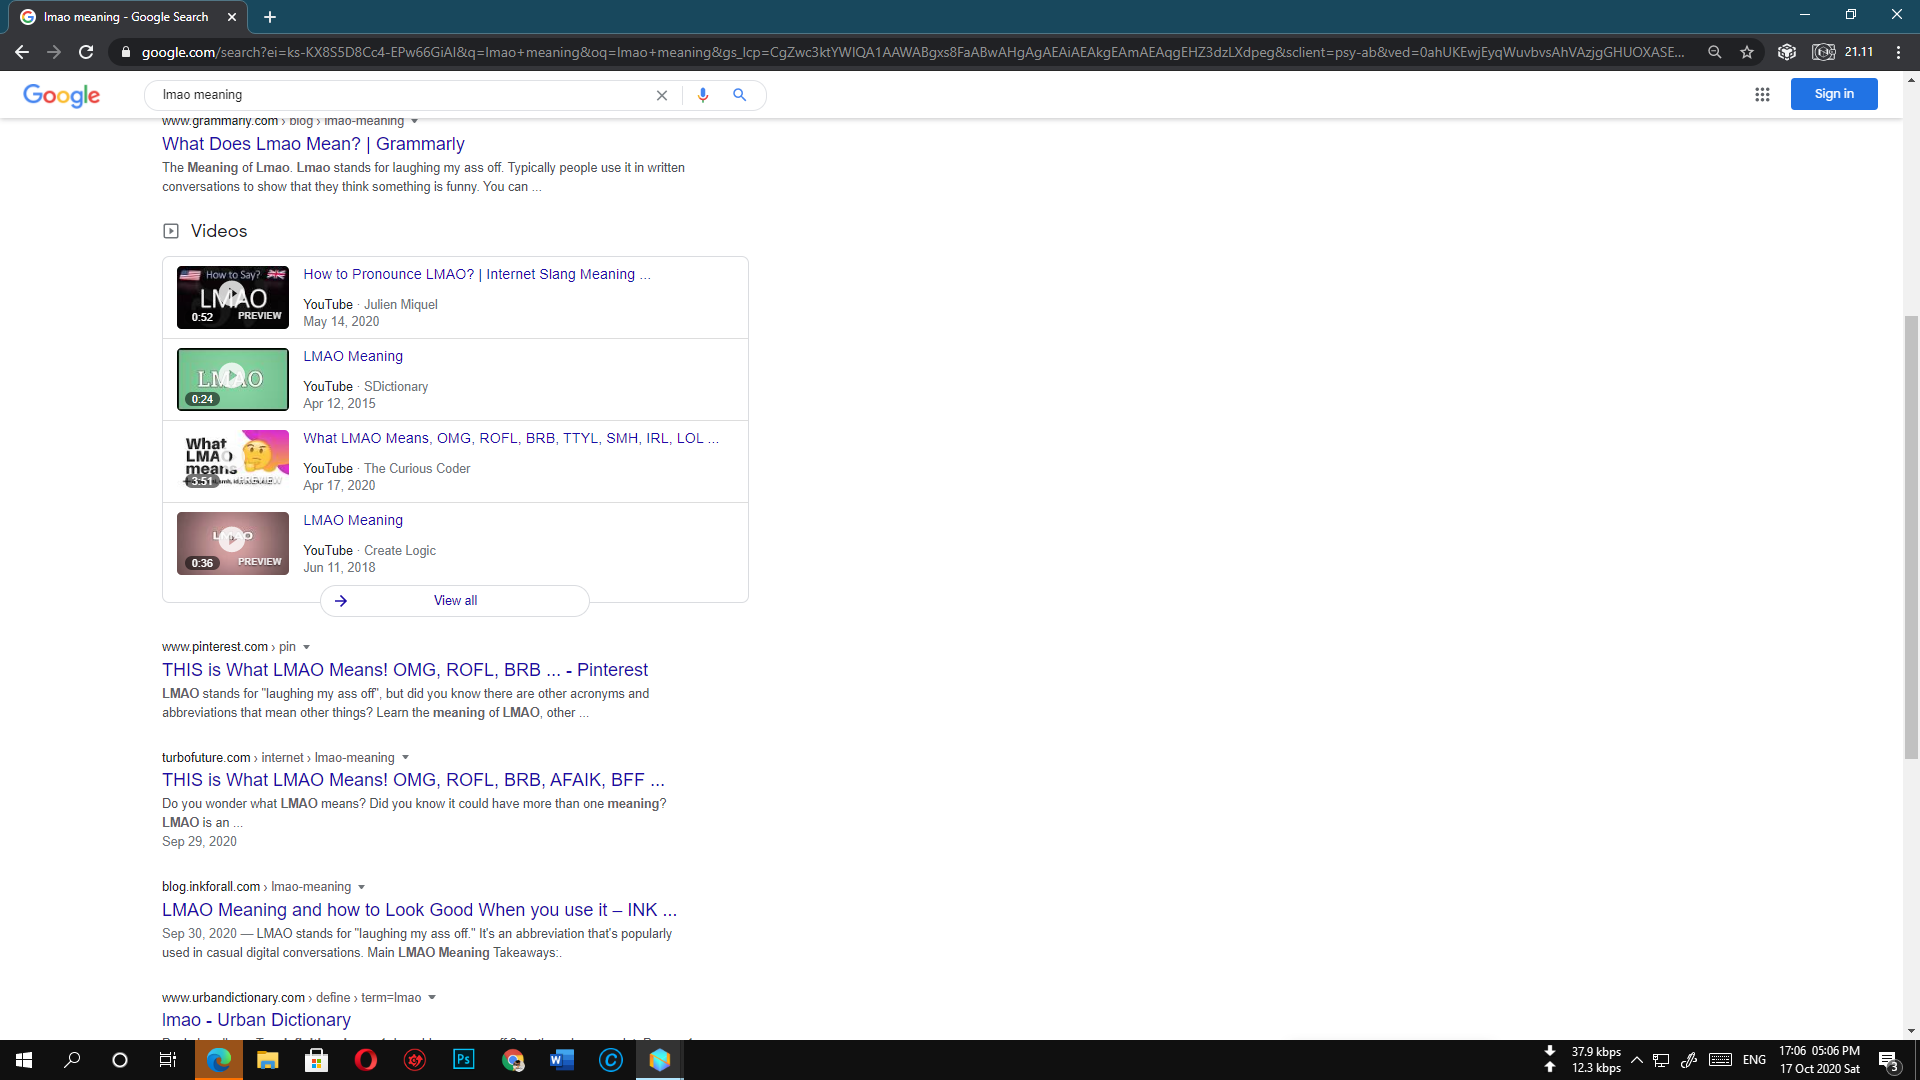 lmao meaning - Google Search
google.com/search?ei=ks-KX8S5D8Cc4-EPw66GiAI&q=lmao+meaning&oq=lmao+meaning&gs_lcp=CgZwc3ktYWIQA1AAWABgxs8FaABwAHgAgAEAiAEAkgEAmAEAqgEHZ3dzLXdpeg&sclient=psy-ab&ved=0ahUKEwjEyqWuvbvsAhVAzjgGHUOXASE...
21.11
Google
lmao meaning
Sign in
www.grammarly.com › blog › lmao-meaning
What Does Lmao Mean? | Grammarly
The Meaning of Lmao. Lmao stands for laughing my ass off. Typically people use it in written
conversations to show that they think something is funny. You can ...
Videos
How to Say?
LMAO
0:52
PREVIEW
How to Pronounce LMAO? | Internet Slang Meaning ...
YouTube · Julien Miquel
May 14, 2020
LMAO
0:24
LMAO Meaning
YouTube · SDictionary
Apr 12, 2015
What
LMAO
means
3:51
PREVIEW
What LMAO Means, OMG, ROFL, BRB, TTYL, SMH, IRL, LOL ...
YouTube · The Curious Coder
Apr 17, 2020
LMAO
0:36
PREVIEW
LMAO Meaning
YouTube · Create Logic
Jun 11, 2018
View all
www.pinterest.com › pin
THIS is What LMAO Means! OMG, ROFL, BRB ... - Pinterest
LMAO stands for "laughing my ass off", but did you know there are other acronyms and
abbreviations that mean other things? Learn the meaning of LMAO, other ...
turbofuture.com › internet › lmao-meaning
THIS is What LMAO Means! OMG, ROFL, BRB, AFAIK, BFF ...
Do you wonder what LMAO means? Did you know it could have more than one meaning?
LMAO is an ...
Sep 29, 2020
blog.inkforall.com › lmao-meaning
LMAO Meaning and how to Look Good When you use it – INK ...
Sep 30, 2020 — LMAO stands for "laughing my ass off." It's an abbreviation that's popularly
used in casual digital conversations. Main LMAO Meaning Takeaways:.
www.urbandictionary.com › define › term=lmao
lmao - Urban Dictionary
Ps
W
37.9 kbps
12.3 kbps
ENG
17:06 05:06 PM
17 Oct 2020 Sat
3